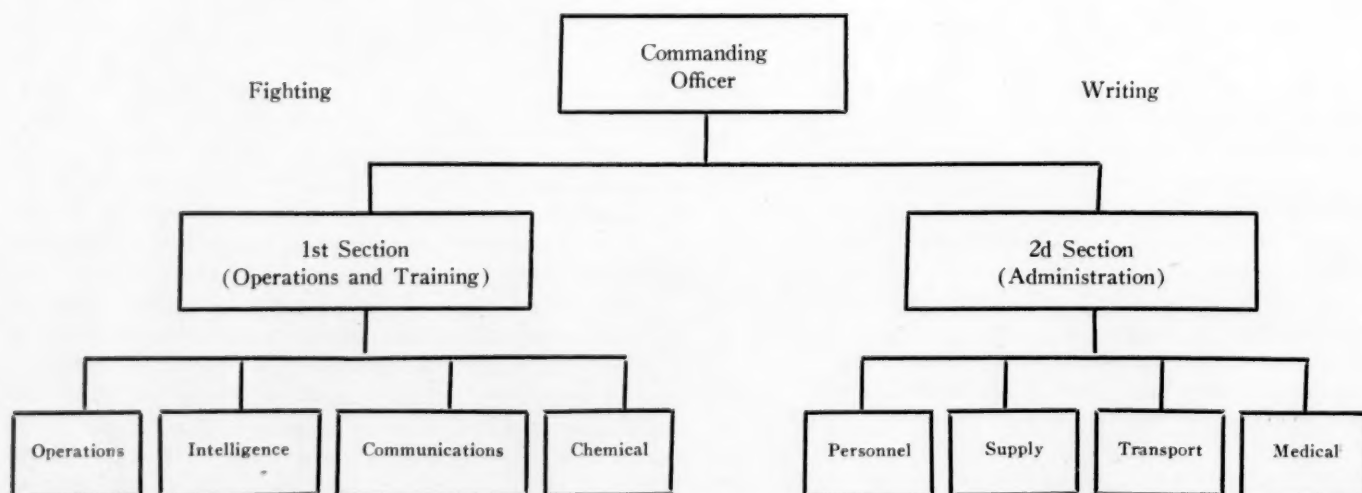 Commanding
Officer
Fighting
Writing
1st Section
(Operations and Training)
2d Section
(Administration)
Operations
Intelligence
Communications
Chemical
Personnel
Supply
Transport
Medical